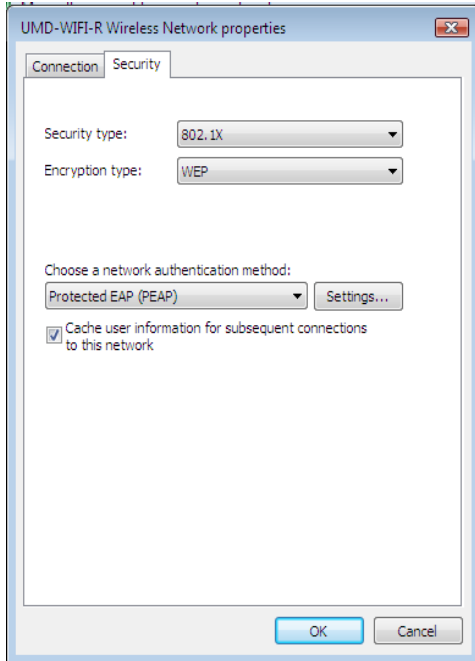 UMD-WIFI-R Wireless Network properties
Connection
Security
Security type:
802.1X
Encryption type:
WEP
Choose a network authentication method:
Protected EAP (PEAP)
Settings...
Cache user information for subsequent connections
to this network
OK
Cancel